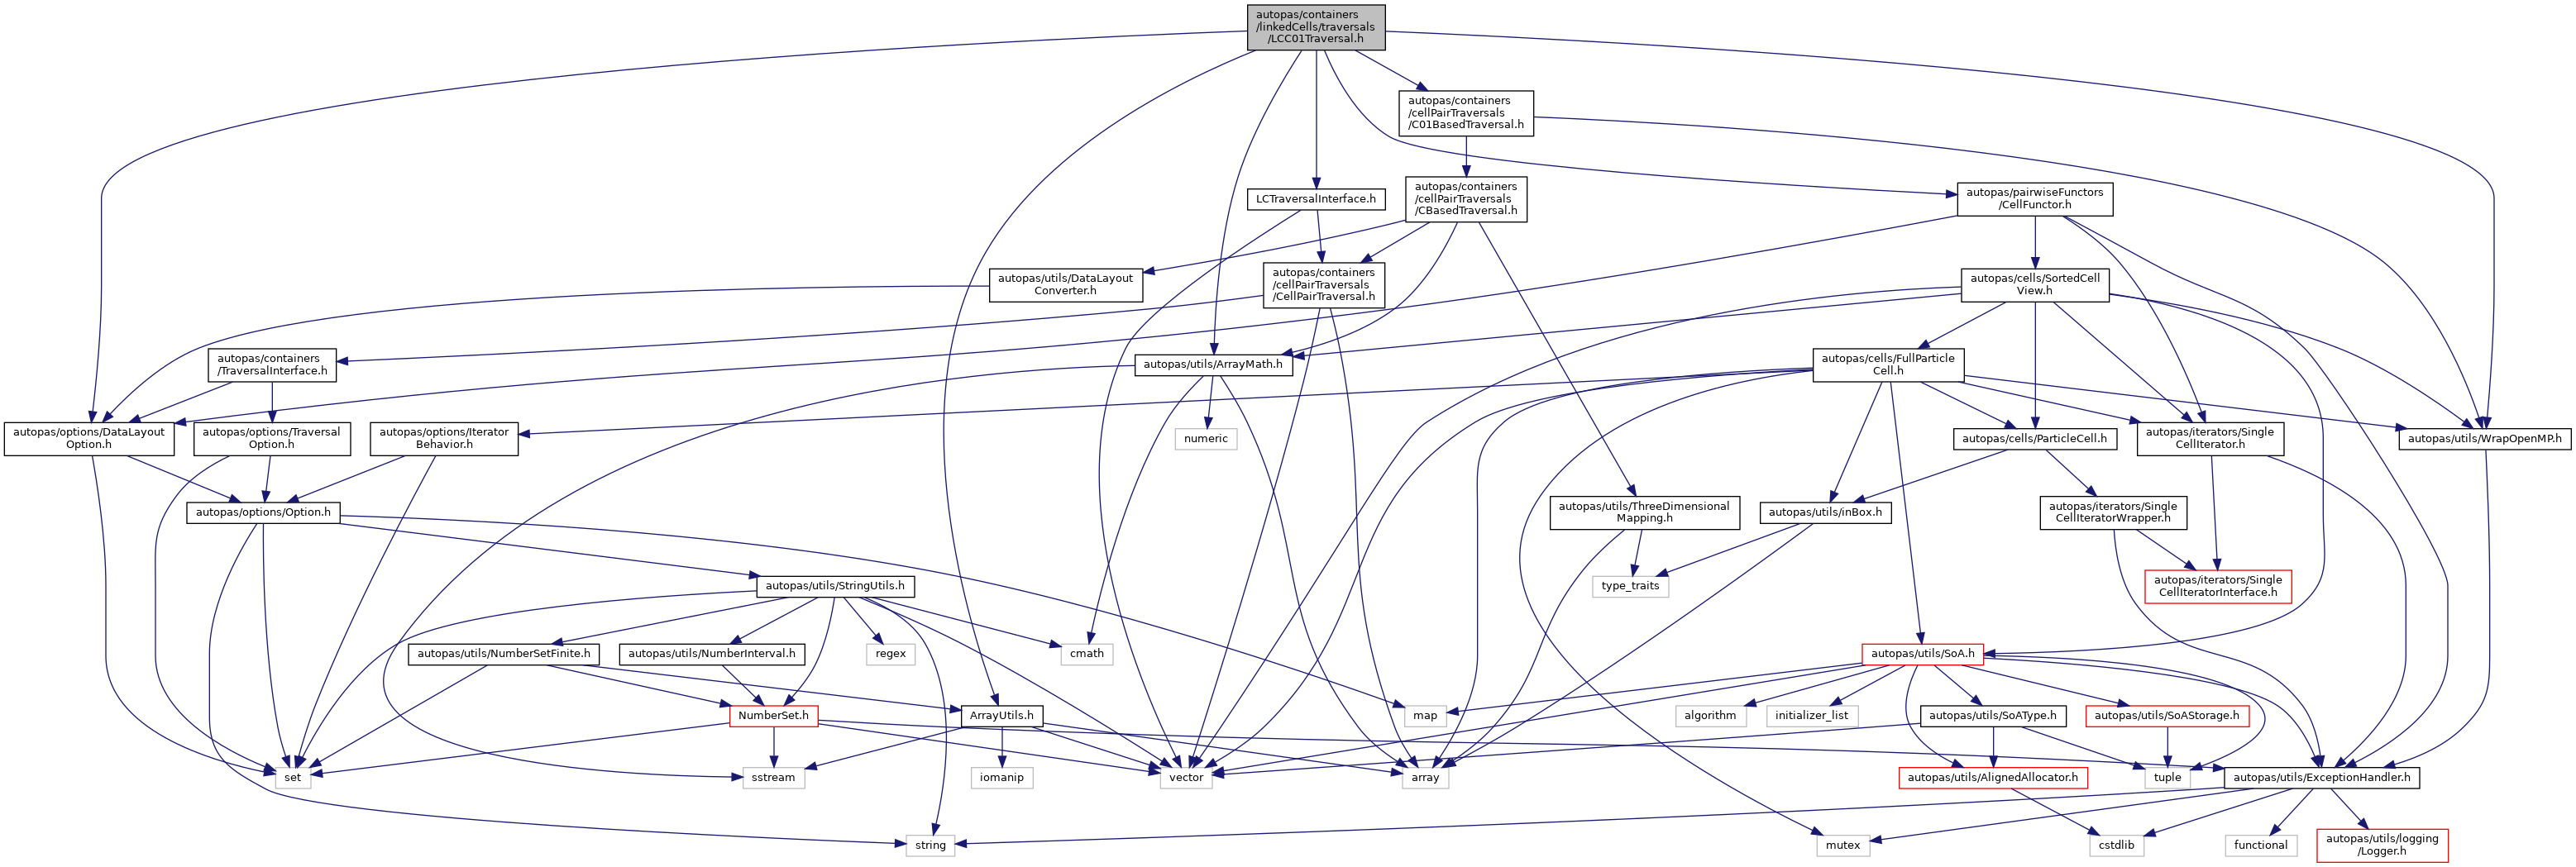 autopas/containers
/linkedCells/traversals
/LCC01Traversal.h
autopas/containers
/cellPairTraversals
/C01BasedTraversal.h
LCTraversalInterface.h
autopas/containers
/cellPairTraversals
/CBasedTraversal.h
autopas/pairwiseFunctors
/CellFunctor.h
autopas/utils/DataLayout
Converter.h
autopas/containers
/cellPairTraversals
/CellPairTraversal.h
autopas/cells/SortedCell
View.h
autopas/containers
/TraversalInterface.h
autopas/utils/ArrayMath.h
autopas/cells/FullParticle
Cell.h
autopas/options/DataLayout
Option.h
autopas/options/Traversal
Option.h
autopas/options/Iterator
Behavior.h
numeric
autopas/cells/ParticleCell.h
autopas/iterators/Single
CellIterator.h
autopas/utils/WrapOpenMP.h
autopas/options/Option.h
autopas/utils/ThreeDimensional
Mapping.h
autopas/utils/inBox.h
autopas/iterators/Single
CellIteratorWrapper.h
autopas/utils/StringUtils.h
type_traits
autopas/iterators/Single
CellIteratorInterface.h
autopas/utils/NumberSetFinite.h
autopas/utils/NumberInterval.h
regex
cmath
autopas/utils/SoA.h
NumberSet.h
ArrayUtils.h
map
algorithm
initializer_list
autopas/utils/SoAType.h
autopas/utils/SoAStorage.h
set
sstream
iomanip
vector
array
autopas/utils/AlignedAllocator.h
tuple
autopas/utils/ExceptionHandler.h
string
mutex
cstdlib
functional
autopas/utils/logging
/Logger.h